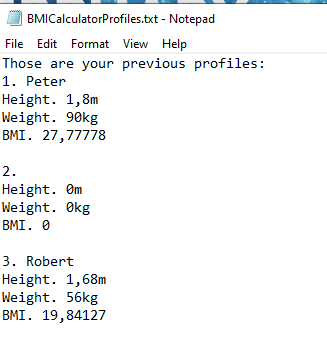 BMICalculatorProfiles.txt - Notepad
File Edit Format View Help
Those are your previous profiles:
1. Peter
Height. 1,8m
Weight. 90kg
BMI. 27,77778

2.
Height. 0m
Weight. 0kg
BMI. 0

3. Robert
Height. 1,68m
Weight. 56kg
BMI. 19,84127